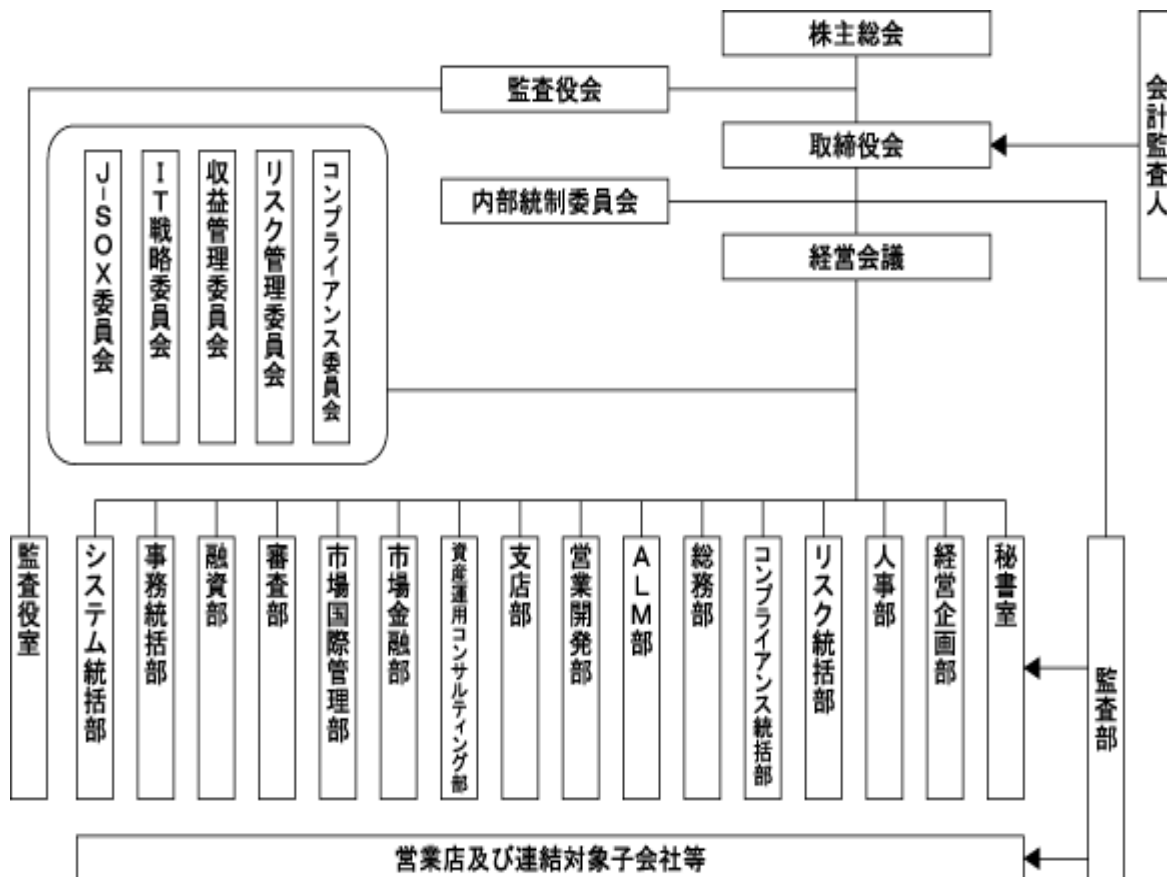 株主総会
監査役会
取締役会
会計監査人
内部統制委員会
経営会議
J-SOX委員会
IT戦略委員会
収益管理委員会
リスク管理委員会
コンプライアンス委員会
監査役室
システム統括部
事務統括部
融資部
審査部
市場国際管理部
市場金融部
資産運用コンサルティング部
支店部
営業開発部
ALM部
総務部
コンプライアンス統括部
リスク統括部
人事部
経営企画部
秘書室
監査部
営業店及び連結対象子会社等